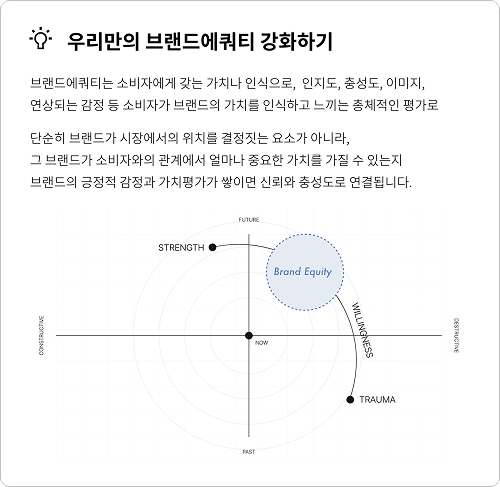 우리만의 브랜드에쿼티 강화하기
브랜드에쿼티는 소비자에게 갖는 가치나 인식으로, 인지도, 충성도, 이미지,
연상되는 감정 등 소비자가 브랜드의 가치를 인식하고 느끼는 총체적인 평가로
단순히 브랜드가 시장에서의 위치를 결정짓는 요소가 아니라,
그 브랜드가 소비자와의 관계에서 얼마나 중요한 가치를 가질 수 있는지
브랜드의 긍정적 감정과 가치평가가 쌓이면 신뢰와 충성도로 연결됩니다.
FUTURE
STRENGTH
Brand Equity
WILLINGNESS
CONSTRUCTIVE
DESTRUCTIVE
NOW
TRAUMA
PAST